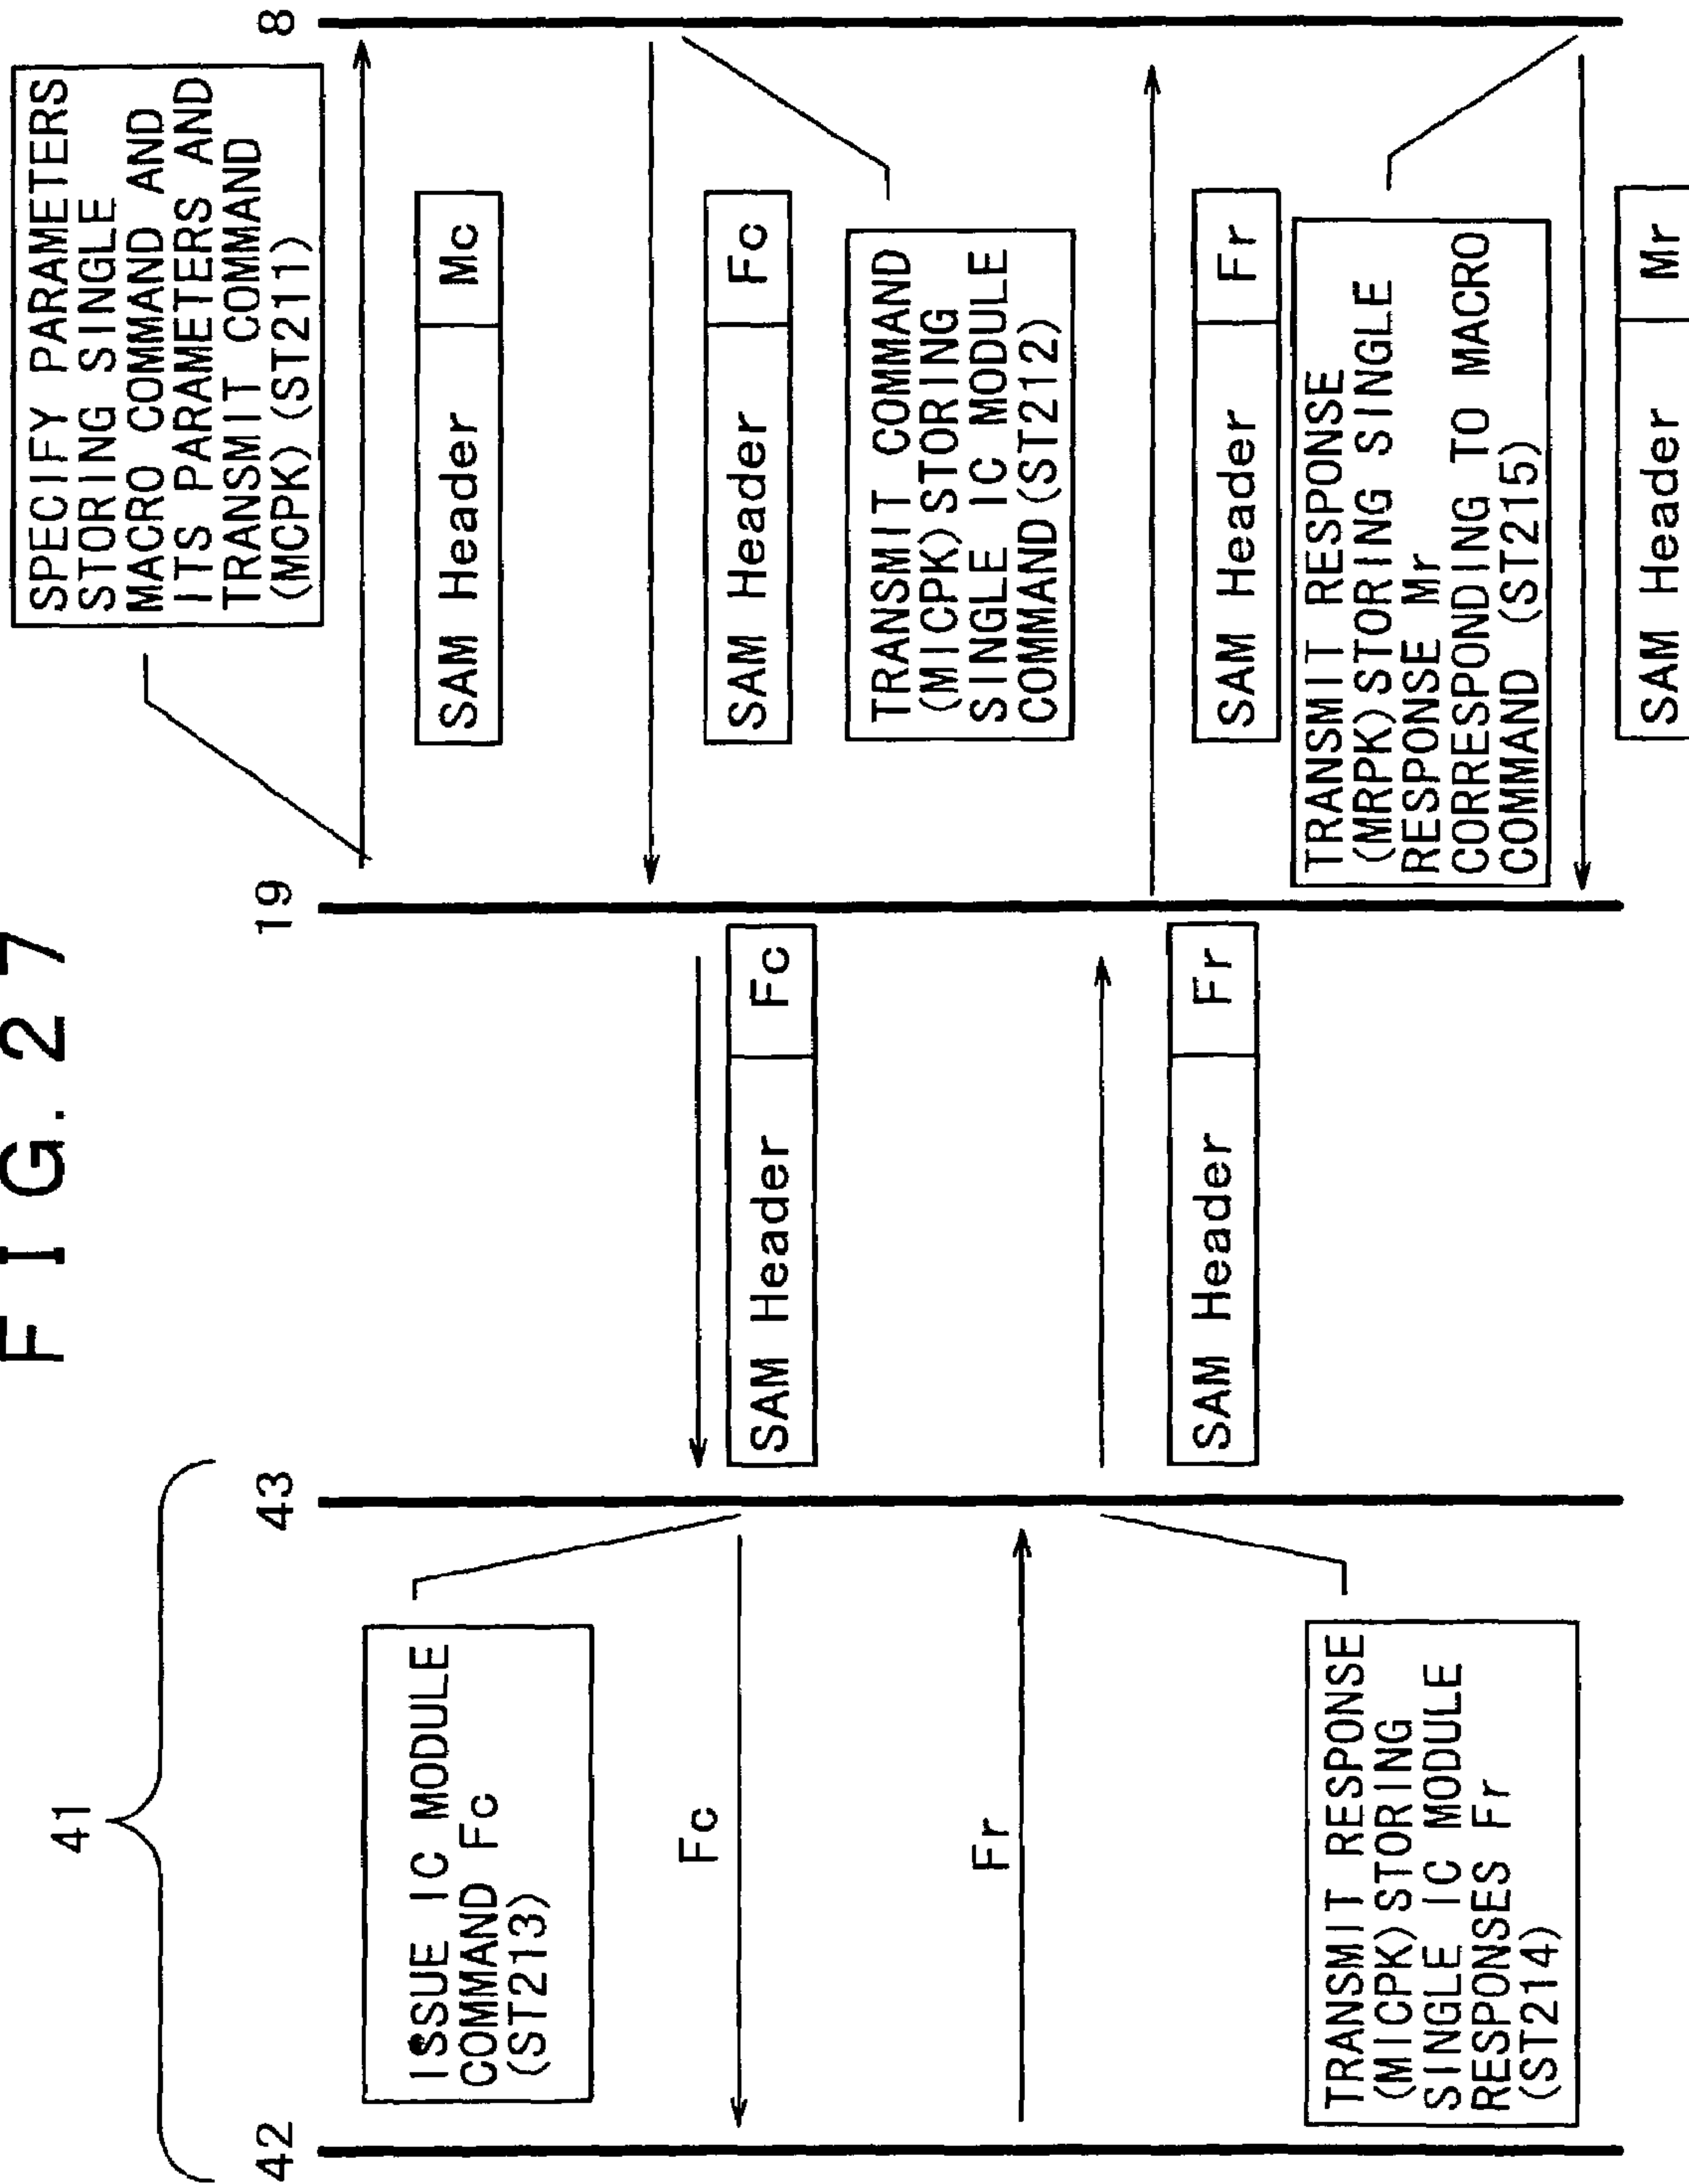 F I G. 2 7
41
42
43
19
8
SPECIFY PARAMETERS
STORING SINGLE
MACRO COMMAND AND
ITS PARAMETERS AND
TRANSMIT COMMAND
(MCPK) (ST211)
SAM Header Mc
SAM Header Fc
TRANSMIT COMMAND
(MICPK) STORING
SINGLE IC MODULE
COMMAND (ST212)
SAM Header Fc
ISSUE IC MODULE
COMMAND Fc
(ST213)
Fc
Fr
TRANSMIT RESPONSE
(MICPK) STORING
SINGLE IC MODULE
RESPONSES Fr
(ST214)
SAM Header Fr
SAM Header Fr
TRANSMIT RESPONSE
(MRPK) STORING SINGLE
RESPONSE Mr
CORRESPONDING TO MACRO
COMMAND (ST215)
SAM Header Mr